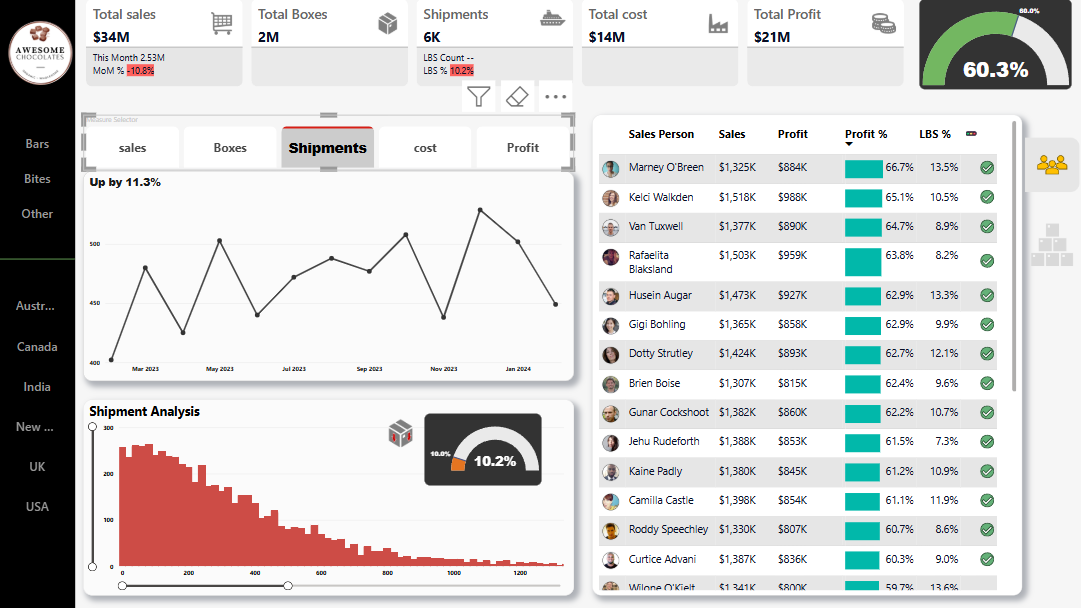 AWESOME
CHOCOLATES
Bars
Bites
Other
Austr...
Canada
India
New ...
UK
USA
Total sales
$34M
This Month 2.53M
MoM % -10.8%
Total Boxes
2M
Shipments
6K
LBS Count --
LBS % 10.2%
Total cost
$14M
Total Profit
$21M
60.0%
60.3%
Measure Selector
sales
Boxes
Shipments
cost
Profit
Up by 11.3%
500
450
400
Mar 2023
May 2023
Jul 2023
Sep 2023
Nov 2023
Jan 2024
Shipment Analysis
300
200
100
0
0
200
400
600
800
1000
1200
10.0%
10.2%
Sales Person Sales Profit Profit % LBS %
Marney O'Breen $1,325K $884K 66.7% 13.5%
Kelci Walkden $1,518K $988K 65.1% 10.5%
Van Tuxwell $1,377K $890K 64.7% 8.9%
Rafaelita $1,503K $959K 63.8% 8.2%
Blaksland
Husein Augar $1,473K $927K 62.9% 13.3%
Gigi Bohling $1,365K $858K 62.9% 9.9%
Dotty Strutley $1,424K $893K 62.7% 12.1%
Brien Boise $1,307K $815K 62.4% 9.6%
Gunar Cockshoot $1,382K $860K 62.2% 10.7%
Jehu Rudeforth $1,388K $853K 61.5% 7.3%
Kaine Padly $1,380K $845K 61.2% 10.9%
Camilla Castle $1,398K $854K 61.1% 11.9%
Roddy Speechley $1,330K $807K 60.7% 8.6%
Curtice Advani $1,387K $836K 60.3% 9.0%
Wilone O'Kielt $1,341K $800K 59.7% 13.6%